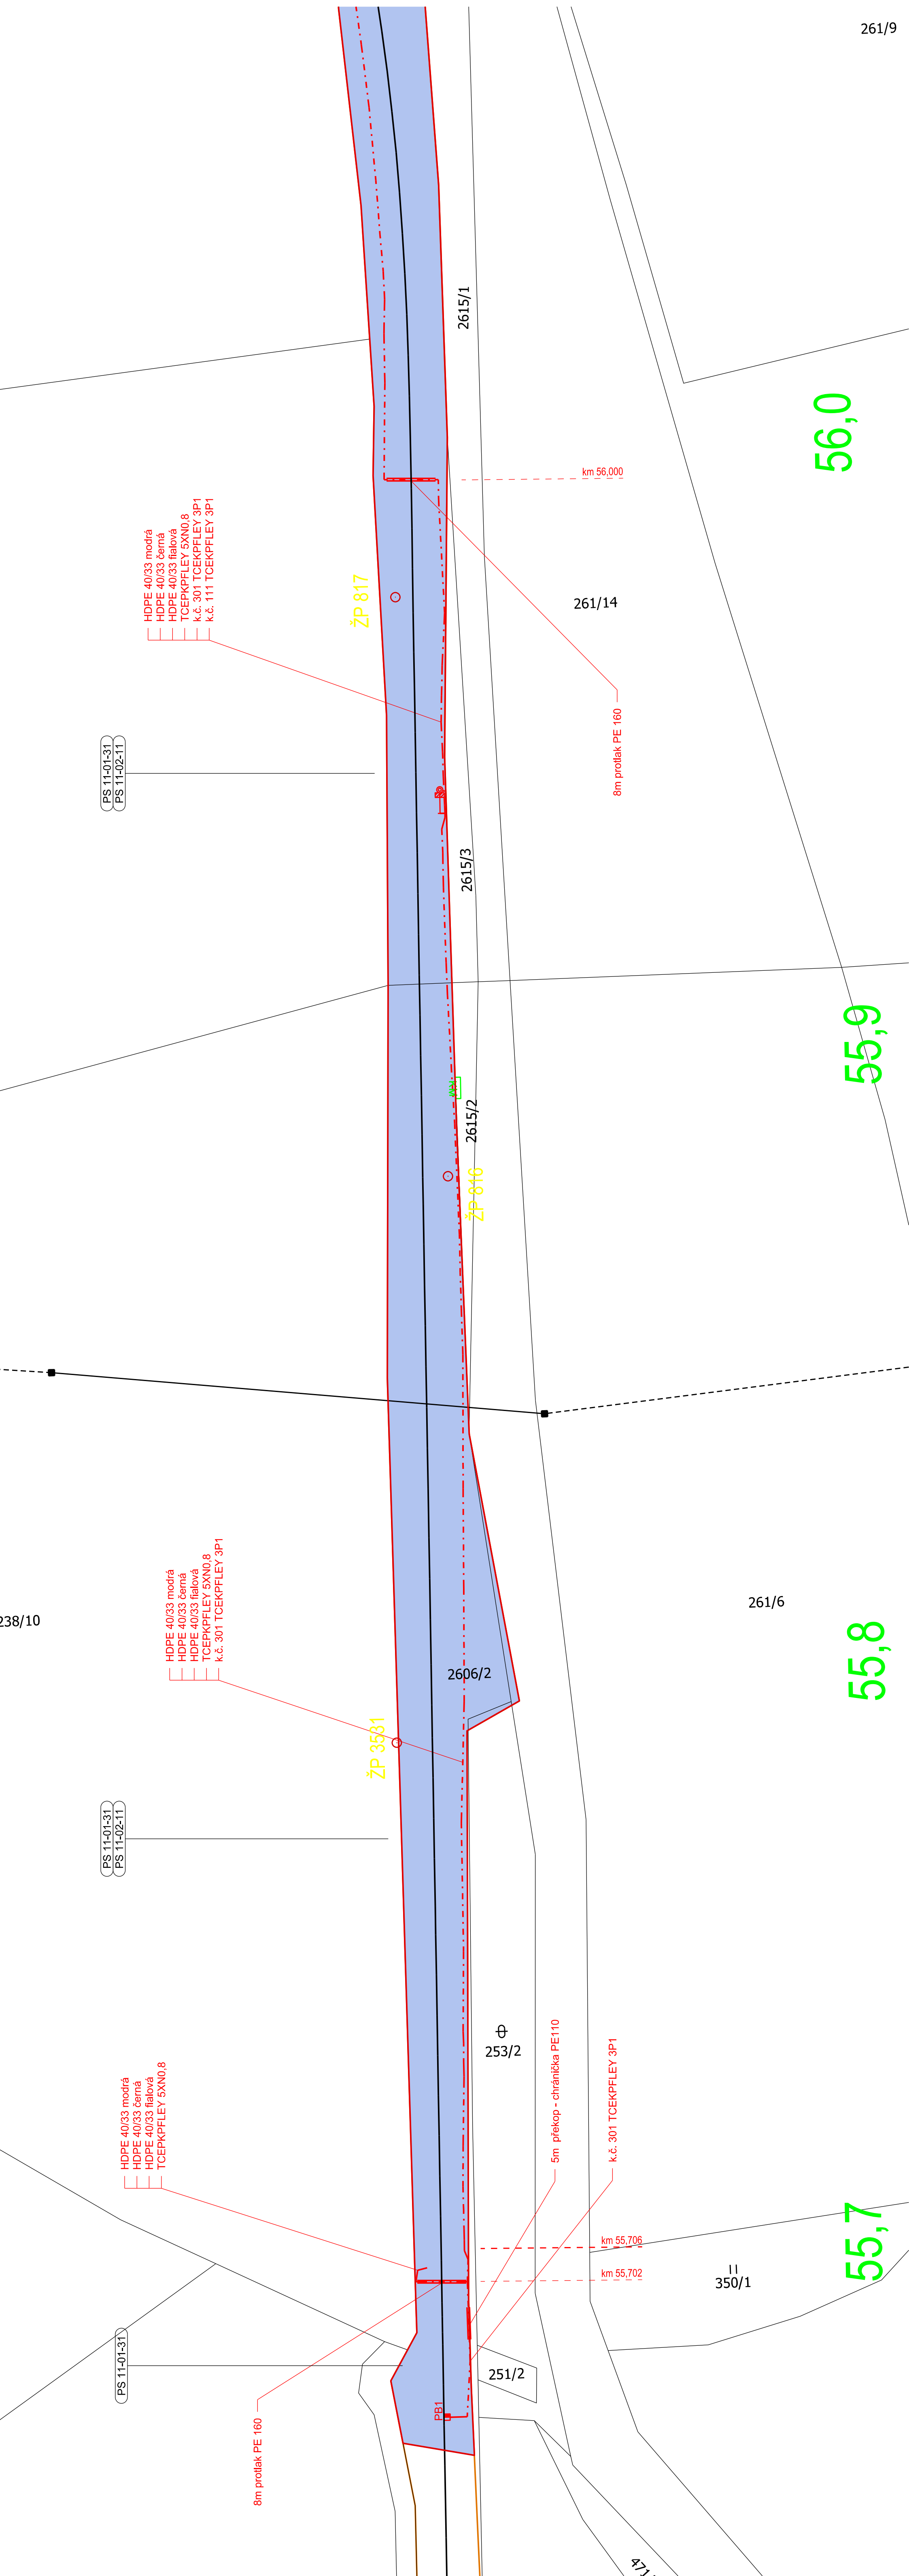 261/9
2615/1
56,0
km 56,000
HDPE 40/33 modrá
HDPE 40/33 černá
HDPE 40/33 fialová
TCEPKPFLEY 5XN0,8
k.č. 301 TCEKPFLEY 3P1
k.č. 111 TCEKPFLEY 3P1
ŽP 817
261/14
8m protlak PE 160
PS 11-01-31
PS 11-02-11
2615/3
55,9
2615/2
ŽP 816
HDPE 40/33 modrá
HDPE 40/33 černá
HDPE 40/33 fialová
TCEPKPFLEY 5XN0,8
k.č. 301 TCEKPFLEY 3P1
238/10
261/6
55,8
2606/2
ŽP 3581
PS 11-01-31
PS 11-02-11
253/2
HDPE 40/33 modrá
HDPE 40/33 černá
HDPE 40/33 fialová
TCEPKPFLEY 5XN0,8
5m překop - chránička PE110
k.č. 301 TCEKPFLEY 3P1
km 55,706
km 55,702
55,7
350/1
PS 11-01-31
251/2
PB1
8m protlak PE 160